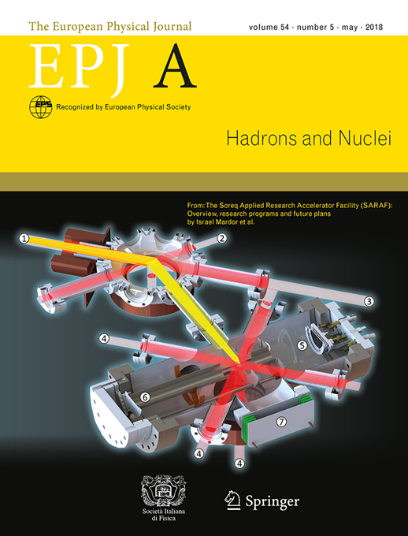 The European Physical Journal
volume 54 · number 5 · may · 2018
EPJ A
EPS
Recognized by European Physical Society
Hadrons and Nuclei
From: The Soreq Applied Research Accelerator Facility (SARAF):
Overview, research programs and future plans
by Israel Mardor et al.
1
2
3
4
5
6
7
4
4
Società Italiana
di Fisica
Springer